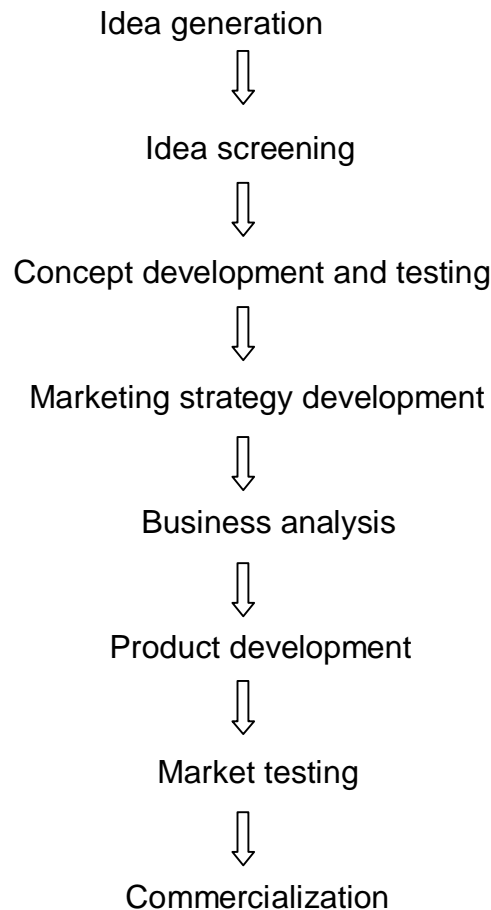 Idea generation
Idea screening
Concept development and testing
Marketing strategy development
Business analysis
Product development
Market testing
Commercialization